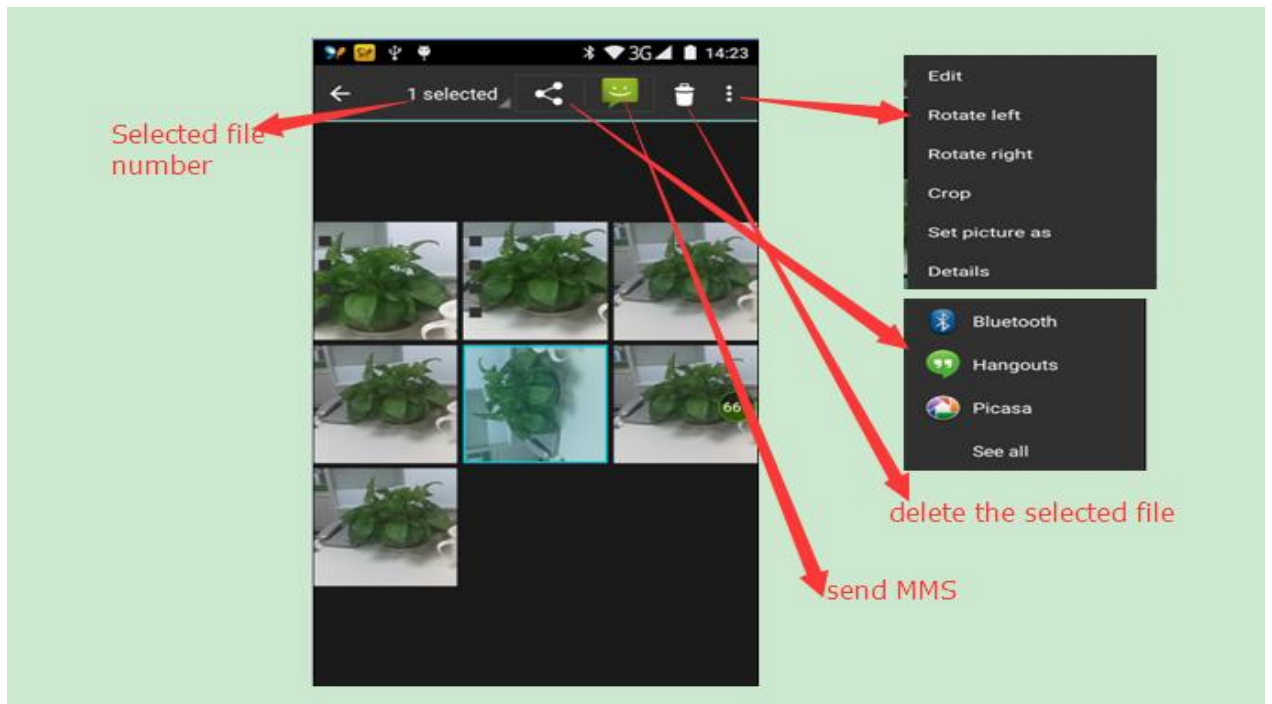 3G 14:23
1 selected
Selected file
number
66
Edit
Rotate left
Rotate right
Crop
Set picture as
Details
Bluetooth
Hangouts
Picasa
See all
delete the selected file
send MMS